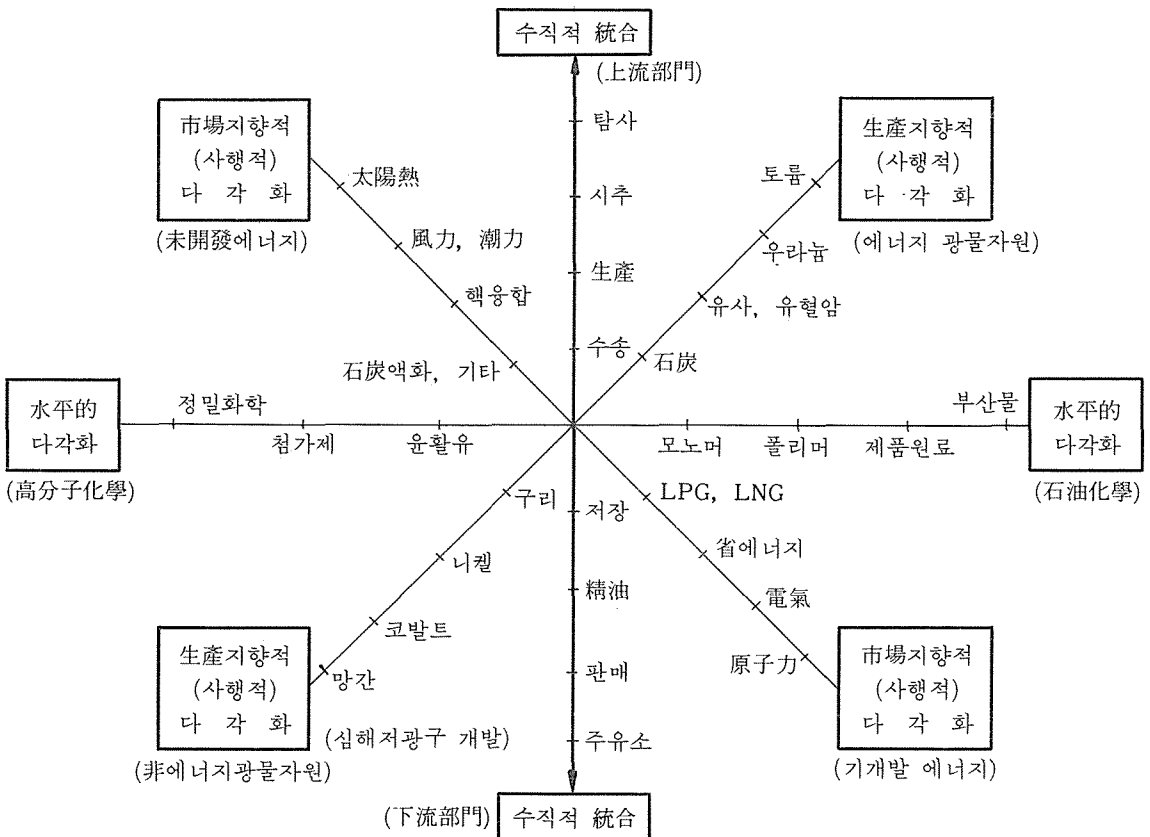 수직적 統合
(上流部門)
탐사
市場지향적
(사행적)
다 각 화
(未開發에너지)
生產지향적
(사행적)
다 각 화
(에너지 광물자원)
太陽熱
토륨
시추
風力, 潮力
우라늄
生產
핵융합
유사, 유혈암
수송
石炭액화, 기타
石炭
水平的
다각화
(高分子化學)
정밀화학
첨가제
윤활유
모노머
폴리머
제품원료
부산물
水平的
다각화
(石油化學)
구리
저장
LPG, LNG
니켈
省에너지
精油
電氣
코발트
망간
판매
原子力
生產지향적
(사행적)
다 각 화
(심해저광구 개발)
(非에너지광물자원)
주유소
市場지향적
(사행적)
다 각 화
(기개발 에너지)
(下流部門)
수직적 統合